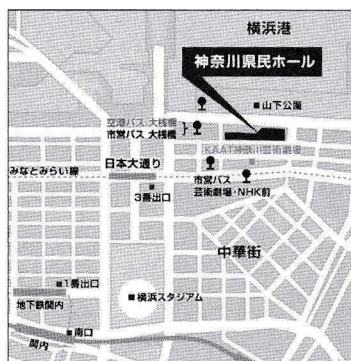 横浜港
神奈川県民ホール
山下公園
空港バス 大桟橋
市営バス 大桟橋
KAAT神奈川芸術劇場
日本大通り
みなとみらい線
市営バス
芸術劇場・NHK前
3番出口
中華街
1番出口
地下鉄関内
横浜スタジアム
南口
関内